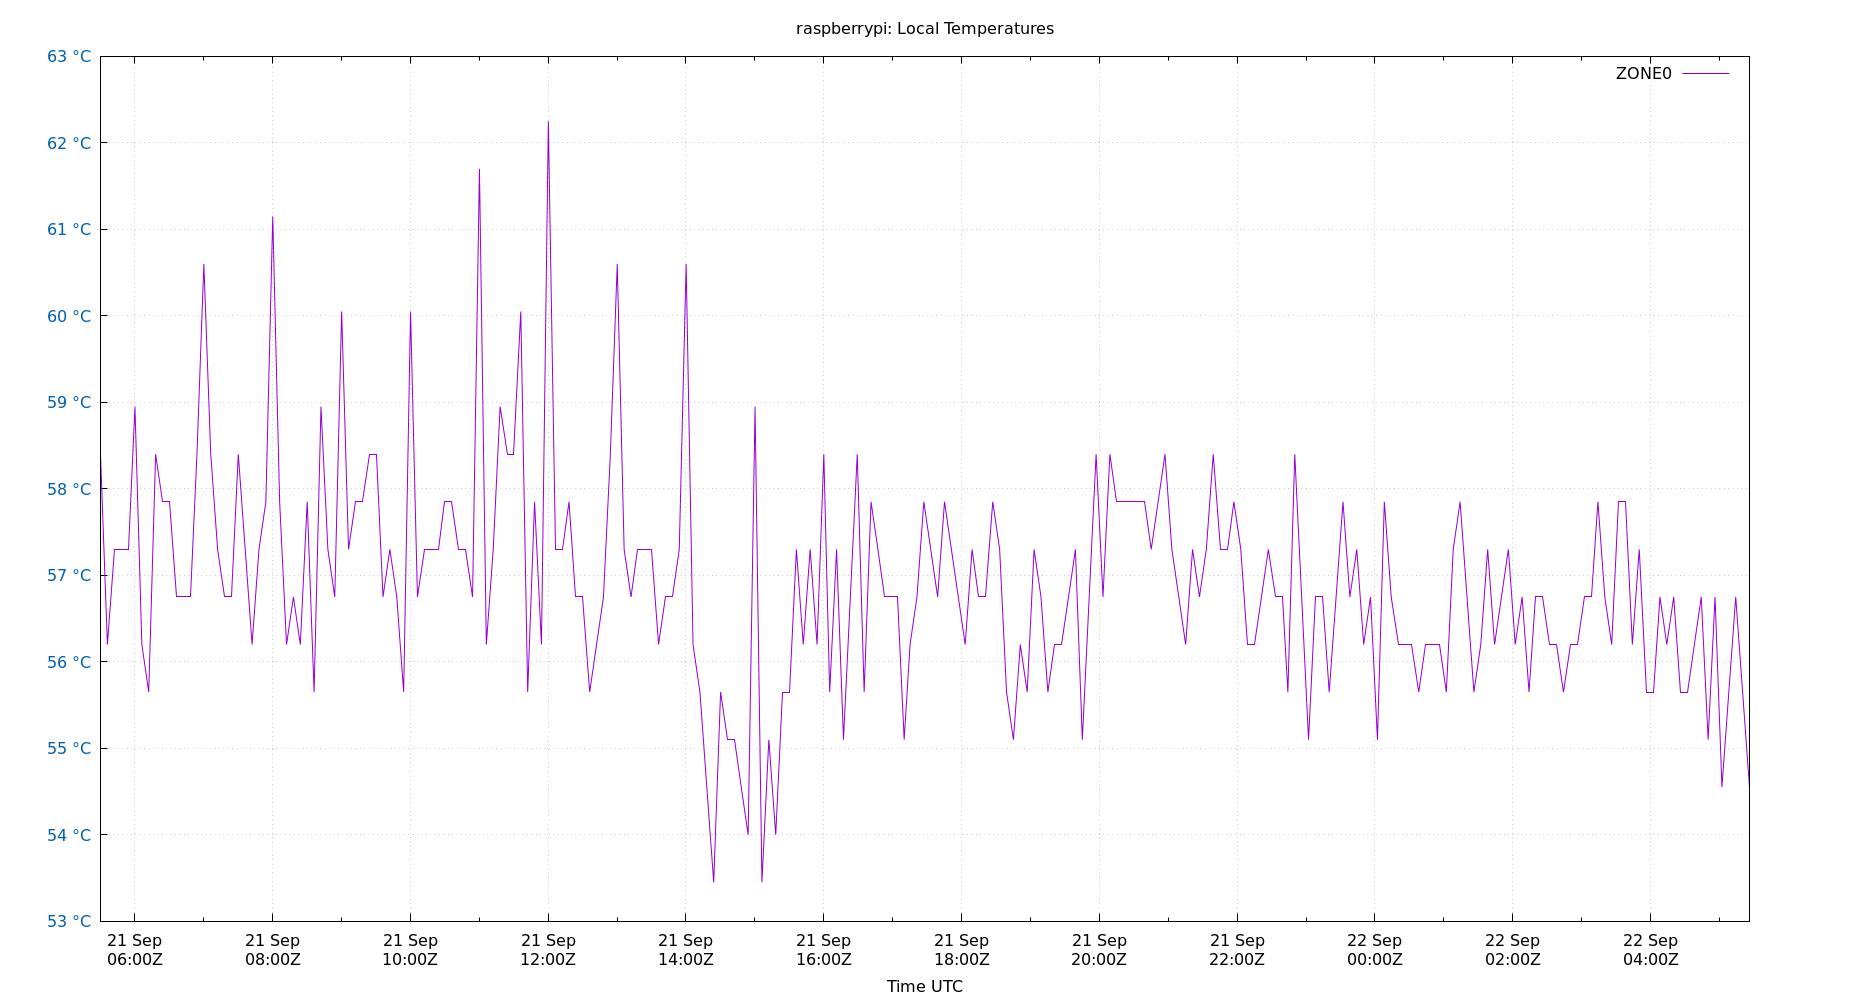 raspberrypi: Local Temperatures
63 °C
ZONE0
62 °C
61 °C
60 °C
59 °C
58 °C
57 °C
56 °C
55 °C
54 °C
53 °C
21 Sep 21 Sep 21 Sep 21 Sep 21 Sep 21 Sep 21 Sep 21 Sep 21 Sep 22 Sep 22 Sep 22 Sep
06:00Z 08:00Z 10:00Z 12:00Z 14:00Z 16:00Z 18:00Z 20:00Z 22:00Z 00:00Z 02:00Z 04:00Z
Time UTC